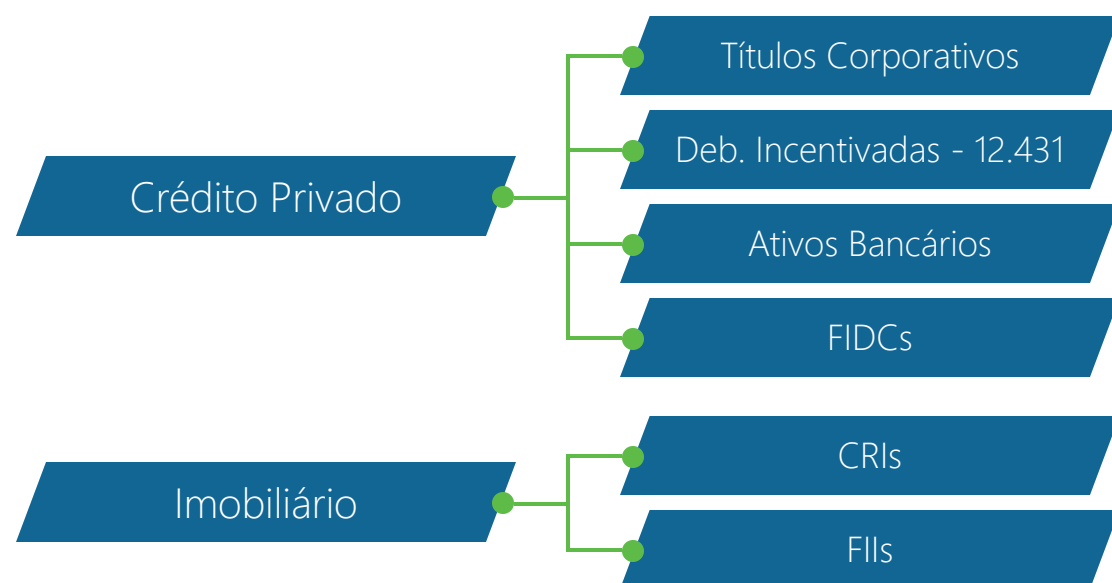 Crédito Privado
Títulos Corporativos
Deb. Incentivadas - 12.431
Ativos Bancários
FIDCs
Imobiliário
CRIs
FIIs